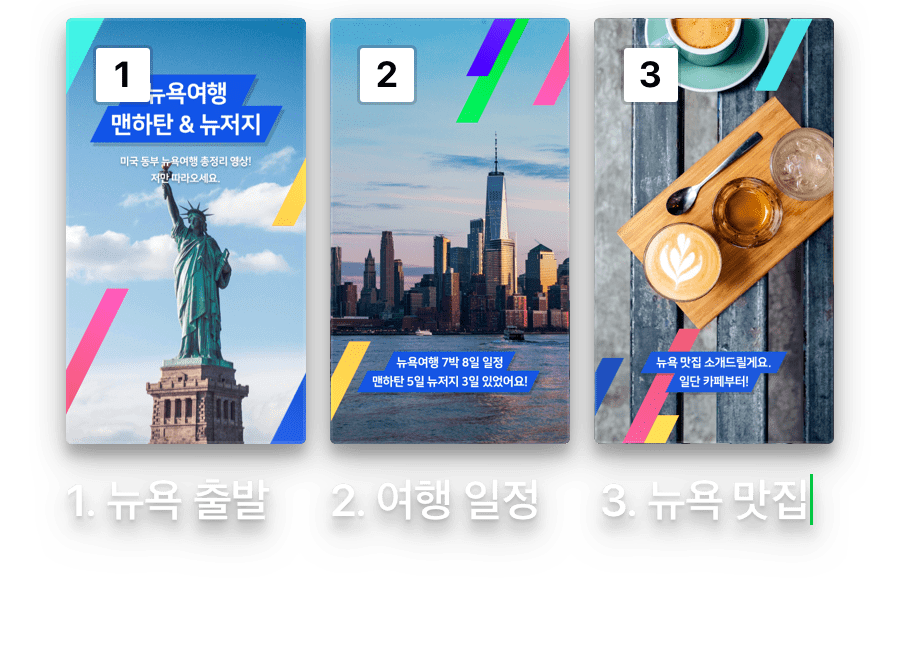 1
뉴욕여행
맨하탄 & 뉴저지
미국 동부 뉴욕여행 총정리 영상!
저만 따라오세요.
2
뉴욕여행 7박 8일 일정
맨하탄 5일 뉴저지 3일 있었어요!
3
뉴욕 맛집 소개드릴게요.
일단 카페부터!
1. 뉴욕 출발
2. 여행 일정
3. 뉴욕 맛집